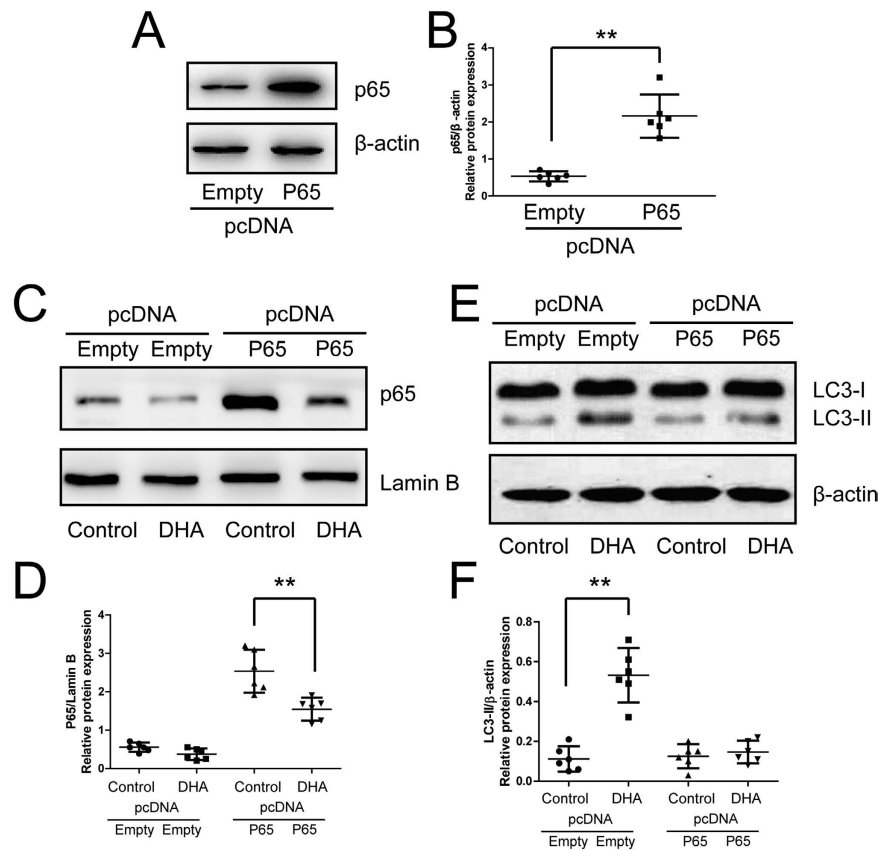 A
p65
β-actin
Empty P65
pcDNA
B
**
p65/β -actin
Relative protein expression
4
3
2
1
0
Empty P65
pcDNA
C
pcDNA pcDNA
Empty Empty P65 P65
p65
Lamin B
Control DHA Control DHA
E
pcDNA pcDNA
Empty Empty P65 P65
LC3-I
LC3-II
β-actin
Control DHA Control DHA
D
**
P65/Lamin B
Relative protein expression
4
3
2
1
0
Control DHA Control DHA
pcDNA pcDNA
Empty Empty P65 P65
F
**
LC3-II/β-actin
Relative protein expression
0.8
0.6
0.4
0.2
0.0
Control DHA Control DHA
pcDNA pcDNA
Empty Empty P65 P65